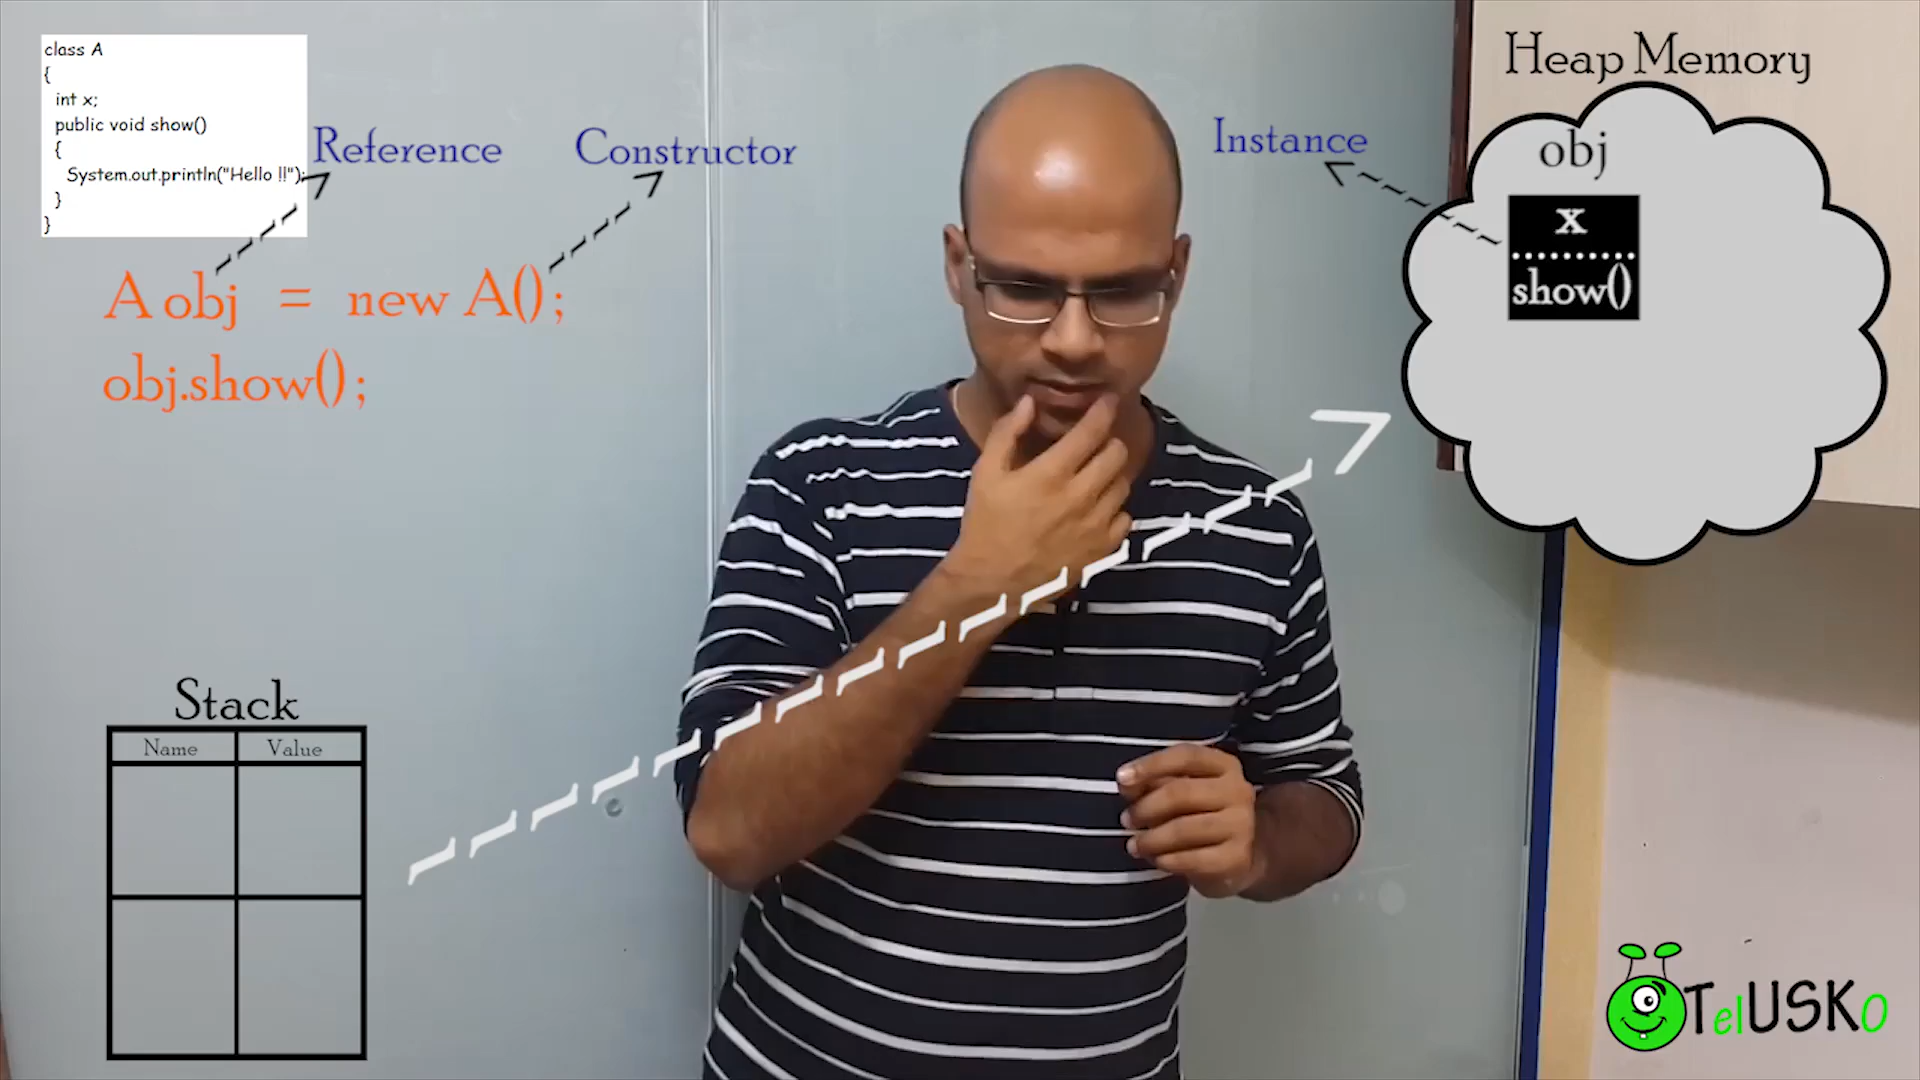 class A
{
int x;
public void show()
{
System.out.println("Hello !!");
}
}
Reference
Constructor
A obj = new A();
obj.show();
Instance
Heap Memory
obj
x
show()
Stack
Name Value
TelUSKo